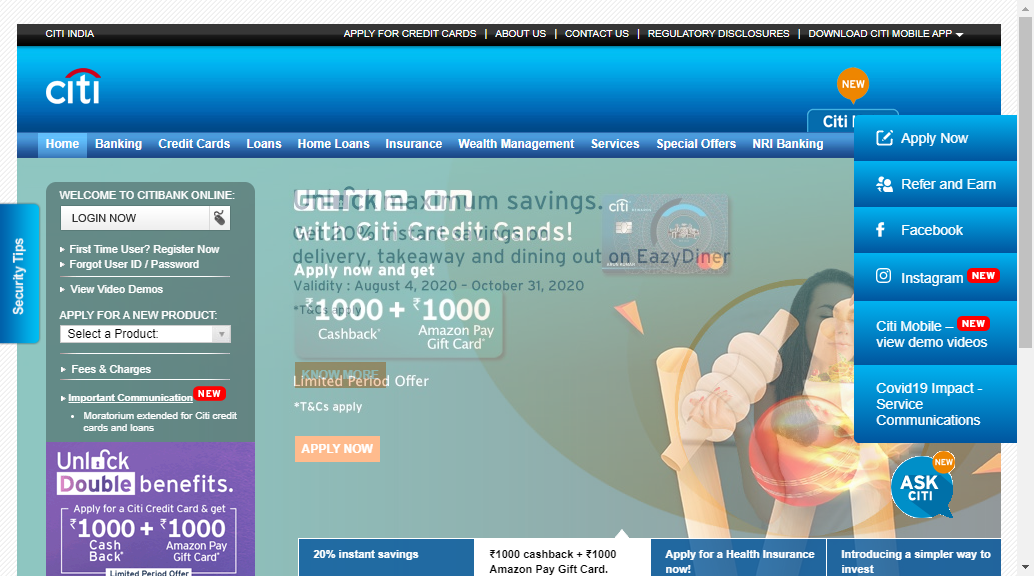 CITI INDIA
APPLY FOR CREDIT CARDS | ABOUT US | CONTACT US | REGULATORY DISCLOSURES | DOWNLOAD CITI MOBILE APP
citi
NEW
Citi
Home Banking Credit Cards Loans Home Loans Insurance Wealth Management Services Special Offers NRI Banking
Apply Now
Refer and Earn
Facebook
Instagram NEW
Citi Mobile – NEW
view demo videos
Covid19 Impact -
Service
Communications
Security Tips
WELCOME TO CITIBANK ONLINE:
LOGIN NOW
First Time User? Register Now
Forgot User ID / Password
View Video Demos
APPLY FOR A NEW PRODUCT:
Select a Product:
Fees & Charges
Important Communication NEW
Moratorium extended for Citi credit
cards and loans
Unlock
Double benefits.
Apply for a Citi Credit Card & get
₹1000 + ₹1000
Cash Back* Amazon Pay Gift Card*
Limited Period Offer
Unlock maximum savings.
Get 20% instant savings on
delivery, takeaway and dining out on EazyDiner
Validity : August 4, 2020 - October 31, 2020
*T&Cs apply
KNOW MORE
with Citi Credit Cards!
Apply now and get
₹1000 + ₹1000
Cashback* Amazon Pay
Gift Card*
Limited Period Offer
*T&Cs apply
APPLY NOW
citi
NEW
ASK
CITI
20% instant savings
₹1000 cashback + ₹1000
Amazon Pay Gift Card.
Apply for a Health Insurance
now!
Introducing a simpler way to
invest